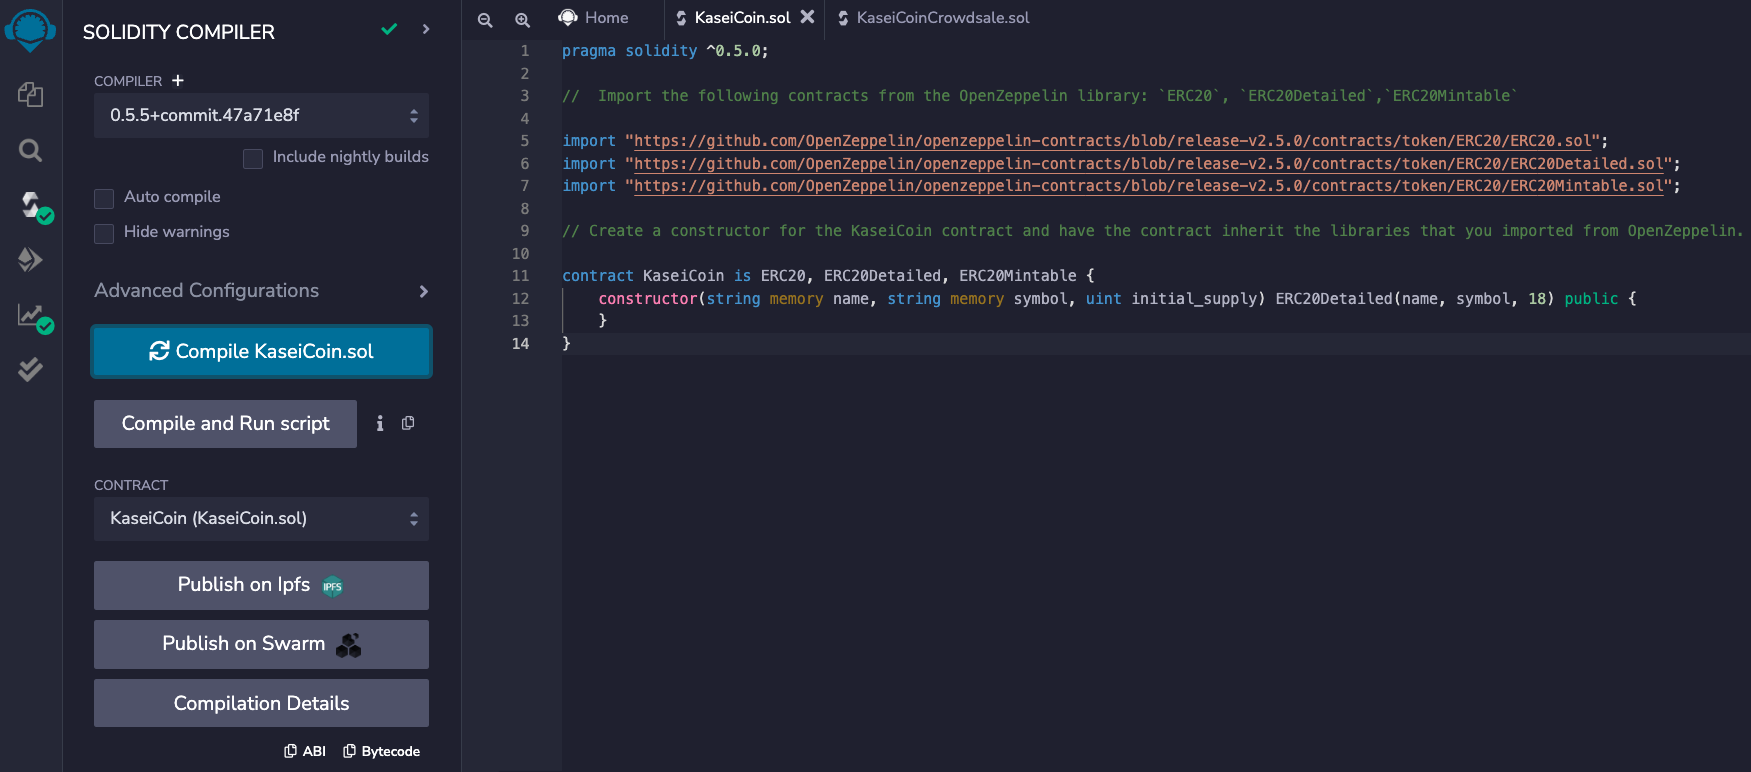 SOLIDITY COMPILER
COMPILER +
0.5.5+commit.47a71e8f
Include nightly builds
Auto compile
Hide warnings
Advanced Configurations
Compile KaseiCoin.sol
Compile and Run script
CONTRACT
KaseiCoin (KaseiCoin.sol)
Publish on Ipfs IPFS
Publish on Swarm
Compilation Details
ABI Bytecode
Home KaseiCoin.sol KaseiCoinCrowdsale.sol
1 pragma solidity ^0.5.0;
2
3 //  Import the following contracts from the OpenZeppelin library: `ERC20`, `ERC20Detailed`,`ERC20Mintable`
4
5 import "https://github.com/OpenZeppelin/openzeppelin-contracts/blob/release-v2.5.0/contracts/token/ERC20/ERC20.sol";
6 import "https://github.com/OpenZeppelin/openzeppelin-contracts/blob/release-v2.5.0/contracts/token/ERC20/ERC20Detailed.sol";
7 import "https://github.com/OpenZeppelin/openzeppelin-contracts/blob/release-v2.5.0/contracts/token/ERC20/ERC20Mintable.sol";
8
9 // Create a constructor for the KaseiCoin contract and have the contract inherit the libraries that you imported from OpenZeppelin.
10
11 contract KaseiCoin is ERC20, ERC20Detailed, ERC20Mintable {
12     constructor(string memory name, string memory symbol, uint initial_supply) ERC20Detailed(name, symbol, 18) public {
13     }
14 }